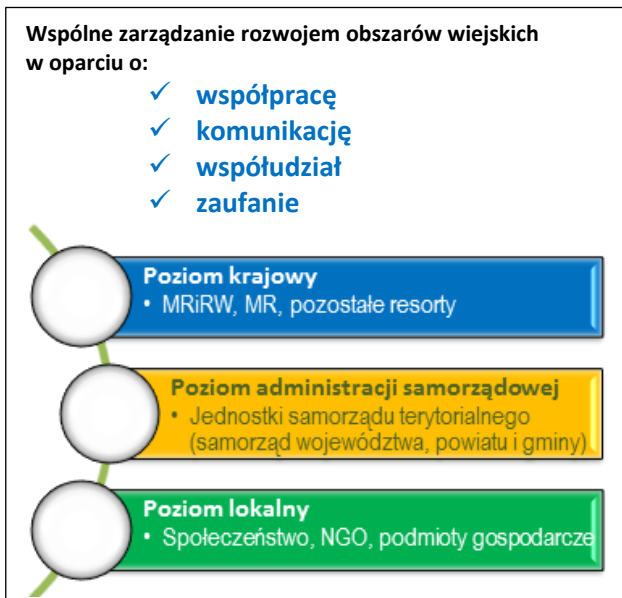 Wspólne zarządzanie rozwojem obszarów wiejskich
w oparciu o:
✓ współpracę
✓ komunikację
✓ współudział
✓ zaufanie
Poziom krajowy
• MRiRW, MR, pozostałe resorty
Poziom administracji samorządowej
• Jednostki samorządu terytorialnego
(samorząd województwa, powiatu i gminy)
Poziom lokalny
• Społeczeństwo, NGO, podmioty gospodarcze